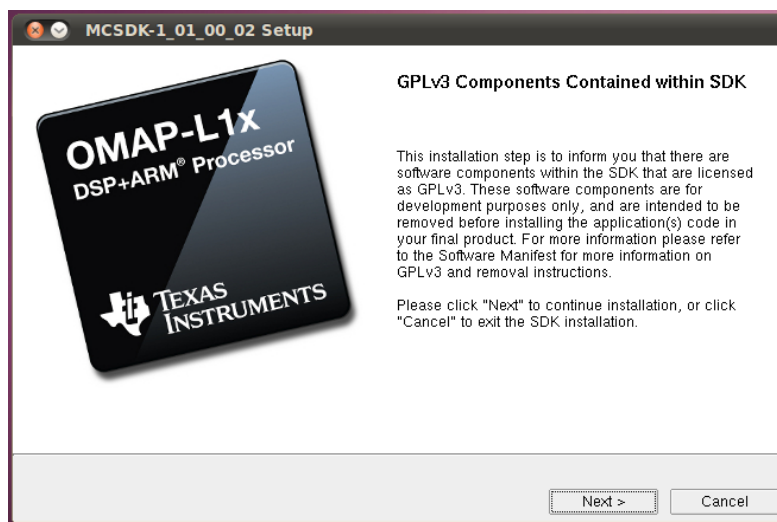 MCSDK-1_01_00_02 Setup
OMAP-L1x
DSP+ARM® Processor
TEXAS
INSTRUMENTS
GPLv3 Components Contained within SDK
This installation step is to inform you that there are
software components within the SDK that are licensed
as GPLv3. These software components are for
development purposes only, and are intended to be
removed before installing the application(s) code in
your final product. For more information please refer
to the Software Manifest for more information on
GPLv3 and removal instructions.
Please click "Next" to continue installation, or click
"Cancel" to exit the SDK installation.
Next >
Cancel